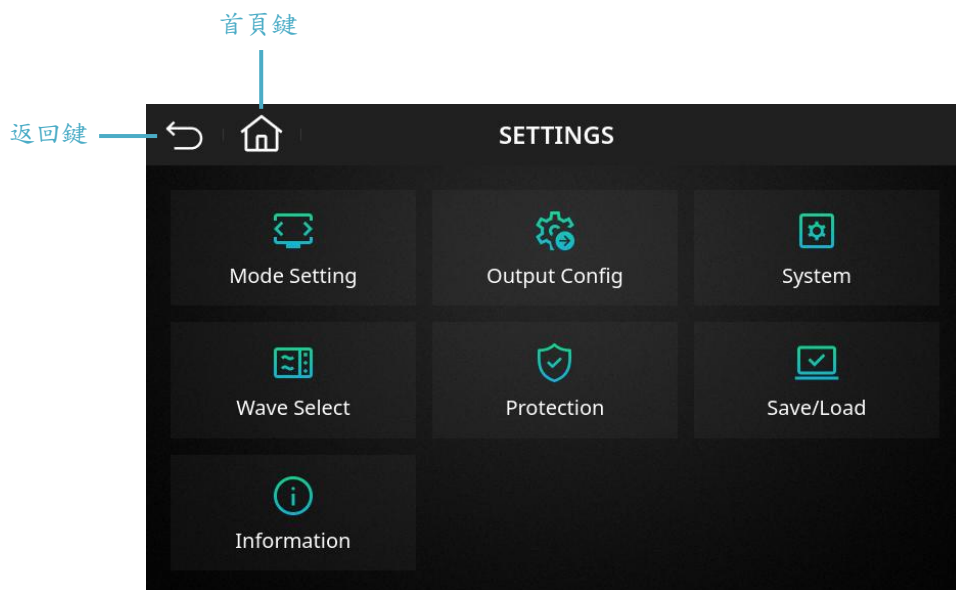 首頁鍵
返回鍵
SETTINGS
Mode Setting
Output Config
System
Wave Select
Protection
Save/Load
Information